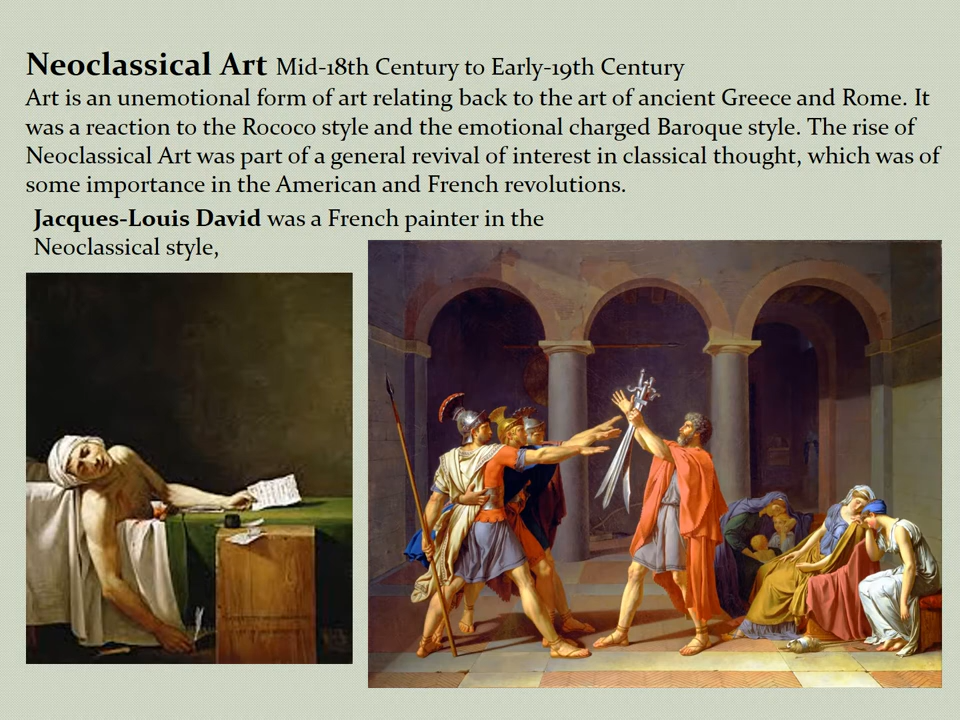 Neoclassical Art Mid-18th Century to Early-19th Century
Art is an unemotional form of art relating back to the art of ancient Greece and Rome. It
was a reaction to the Rococo style and the emotional charged Baroque style. The rise of
Neoclassical Art was part of a general revival of interest in classical thought, which was of
some importance in the American and French revolutions.
Jacques-Louis David was a French painter in the
Neoclassical style,